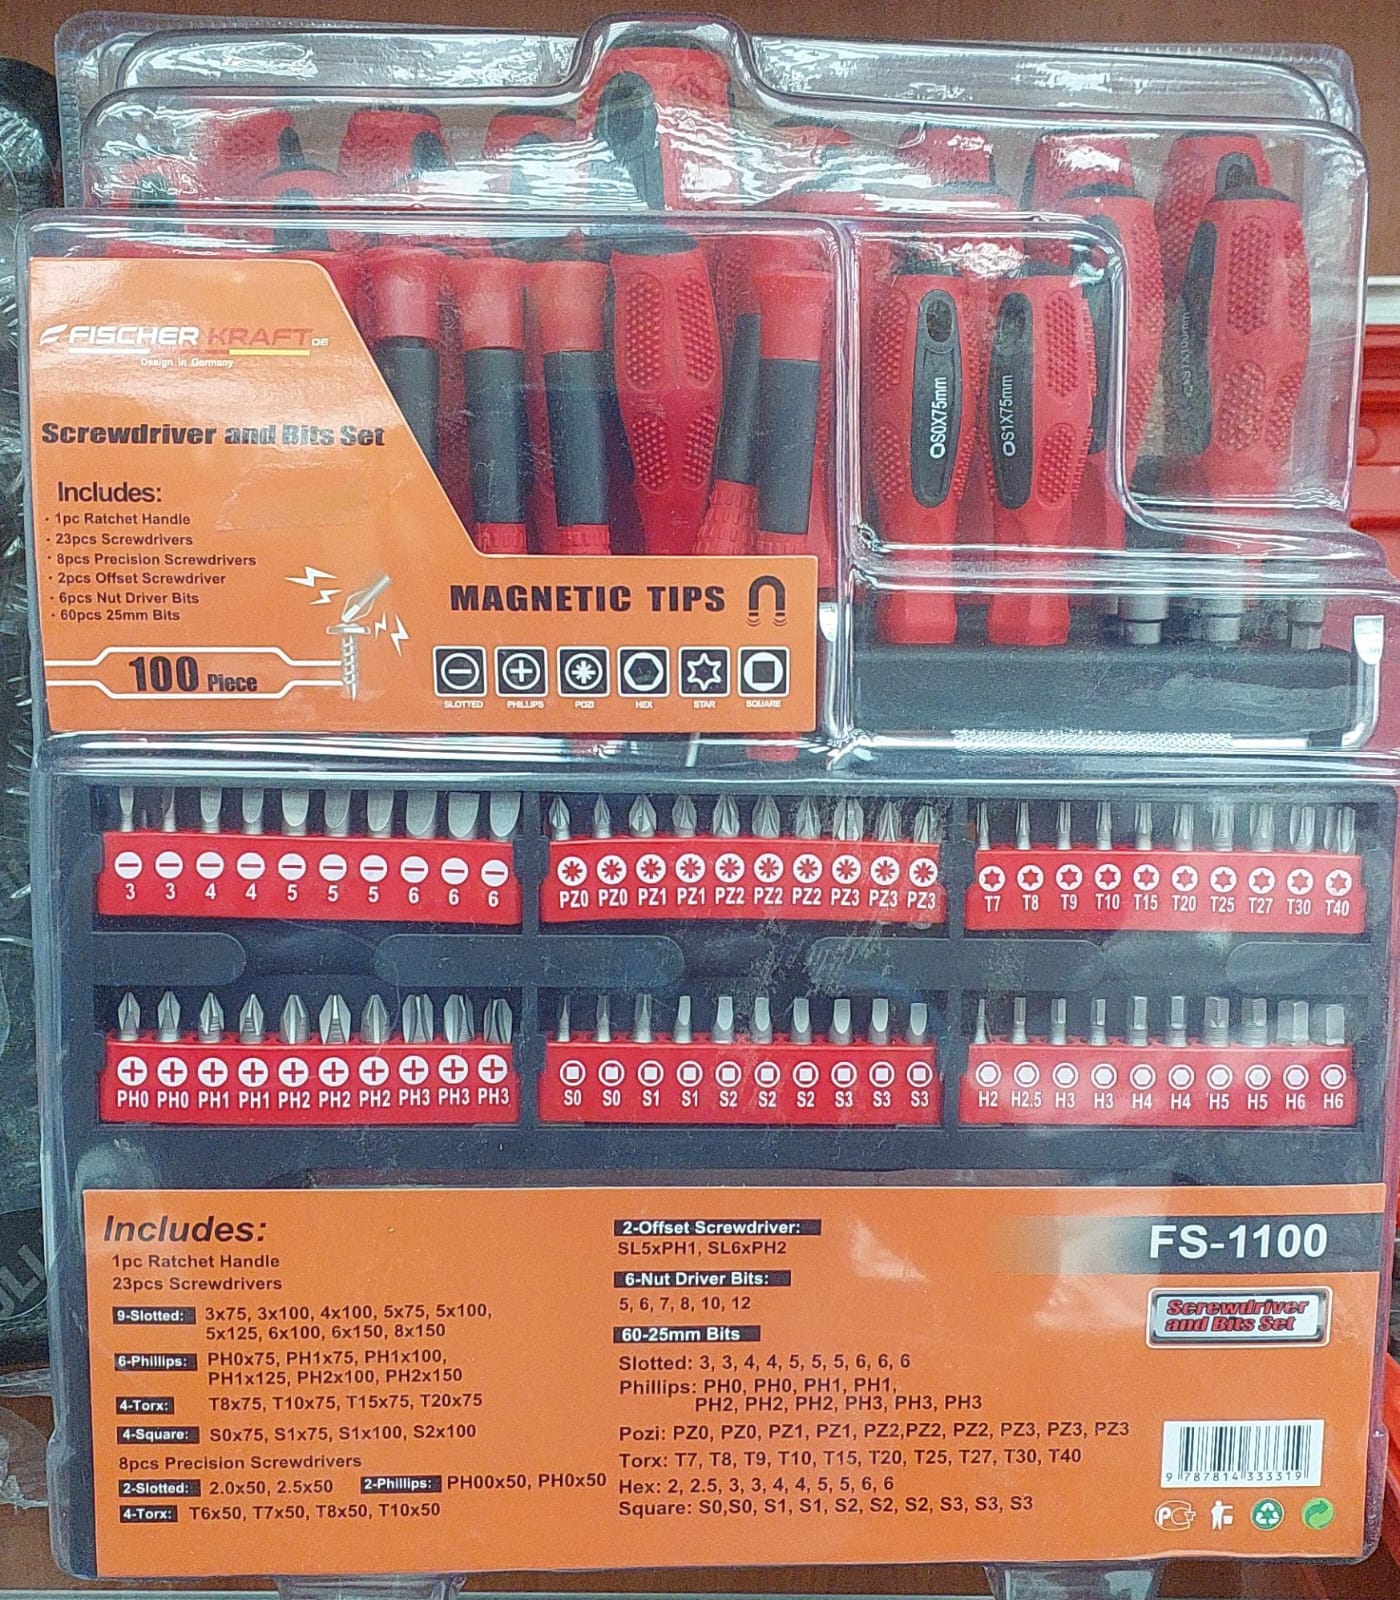 FISCHER KRAFT DE
Design in Germany
Screwdriver and Bits Set
Includes:
· 1pc Ratchet Handle
· 23pcs Screwdrivers
· 8pcs Precision Screwdrivers
· 2pcs Offset Screwdriver
· 6pcs Nut Driver Bits
· 60pcs 25mm Bits
100 Piece
MAGNETIC TIPS
SLOTTED PHILLIPS POZI HEX STAR SQUARE
S0X75mm
S1X75mm
3 3 4 4 5 5 5 6 6 6
PZ0 PZ0 PZ1 PZ1 PZ2 PZ2 PZ2 PZ3 PZ3 PZ3
T7 T8 T9 T10 T15 T20 T25 T27 T30 T40
PH0 PH0 PH1 PH1 PH2 PH2 PH2 PH3 PH3 PH3
S0 S0 S1 S1 S2 S2 S2 S3 S3 S3
H2 H2.5 H3 H3 H4 H4 H5 H5 H6 H6
Includes:
1pc Ratchet Handle
23pcs Screwdrivers
9-Slotted: 3x75, 3x100, 4x100, 5x75, 5x100,
5x125, 6x100, 6x150, 8x150
6-Phillips: PH0x75, PH1x75, PH1x100,
PH1x125, PH2x100, PH2x150
4-Torx: T8x75, T10x75, T15x75, T20x75
4-Square: S0x75, S1x75, S1x100, S2x100
8pcs Precision Screwdrivers
2-Slotted: 2.0x50, 2.5x50 2-Phillips: PH00x50, PH0x50
4-Torx: T6x50, T7x50, T8x50, T10x50
2-Offset Screwdriver:
SL5xPH1, SL6xPH2
6-Nut Driver Bits:
5, 6, 7, 8, 10, 12
60-25mm Bits
Slotted: 3, 3, 4, 4, 5, 5, 5, 6, 6, 6
Phillips: PH0, PH0, PH1, PH1,
PH2, PH2, PH2, PH3, PH3, PH3
Pozi: PZ0, PZ0, PZ1, PZ1, PZ2,PZ2, PZ2, PZ3, PZ3, PZ3
Torx: T7, T8, T9, T10, T15, T20, T25, T27, T30, T40
Hex: 2, 2.5, 3, 3, 4, 4, 5, 5, 6, 6
Square: S0,S0, S1, S1, S2, S2, S2, S3, S3, S3
FS-1100
Screwdriver
and Bits Set
9 787814 333319